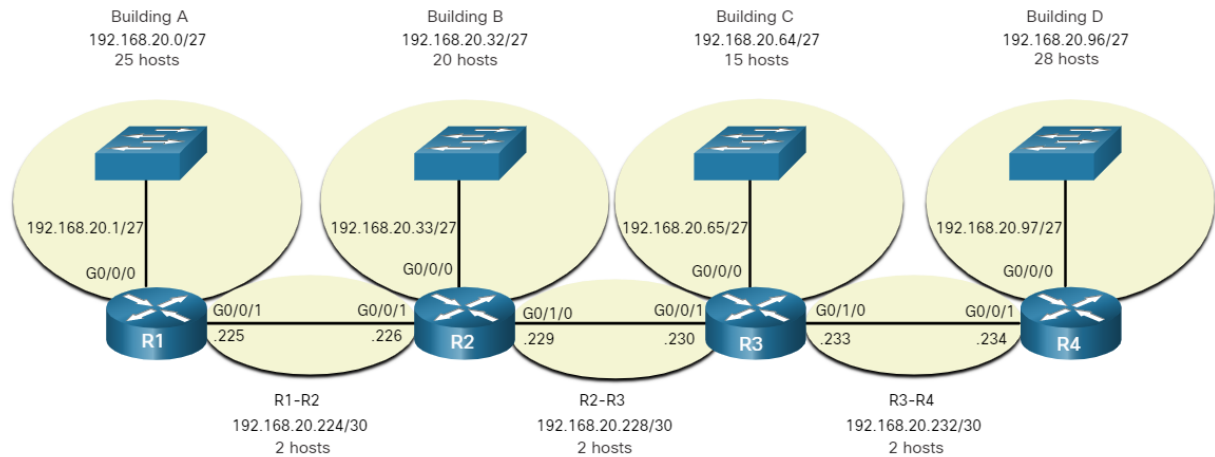 Building A
192.168.20.0/27
25 hosts
Building B
192.168.20.32/27
20 hosts
Building C
192.168.20.64/27
15 hosts
Building D
192.168.20.96/27
28 hosts
192.168.20.1/27
192.168.20.33/27
192.168.20.65/27
192.168.20.97/27
G0/0/0
G0/0/0
G0/0/0
G0/0/0
R1
G0/0/1
.225
G0/0/1
.226
R2
G0/1/0
.229
G0/0/1
.230
R3
G0/1/0
.233
G0/0/1
.234
R4
R1-R2
192.168.20.224/30
2 hosts
R2-R3
192.168.20.228/30
2 hosts
R3-R4
192.168.20.232/30
2 hosts